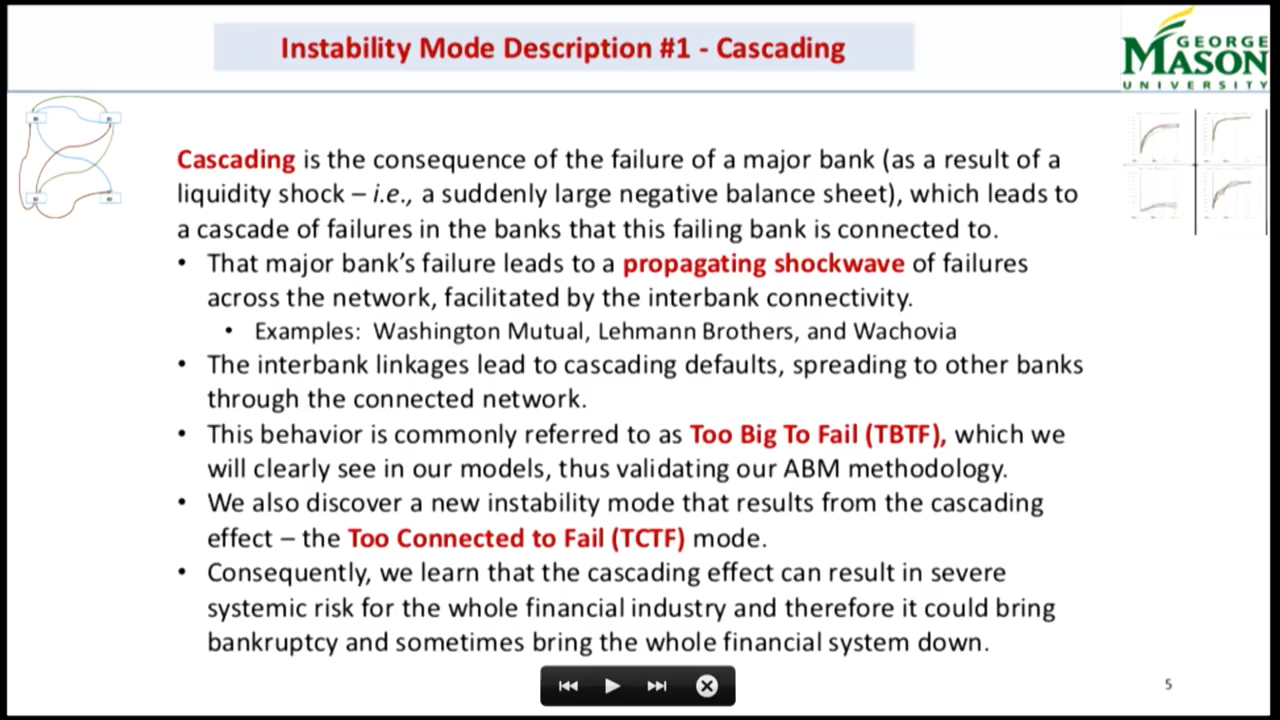 Instability Mode Description #1 - Cascading
GEORGE
MASON
UNIVERSITY
Cascading is the consequence of the failure of a major bank (as a result of a
liquidity shock – i.e., a suddenly large negative balance sheet), which leads to
a cascade of failures in the banks that this failing bank is connected to.
• That major bank's failure leads to a propagating shockwave of failures
across the network, facilitated by the interbank connectivity.
• Examples: Washington Mutual, Lehmann Brothers, and Wachovia
• The interbank linkages lead to cascading defaults, spreading to other banks
through the connected network.
• This behavior is commonly referred to as Too Big To Fail (TBTF), which we
will clearly see in our models, thus validating our ABM methodology.
• We also discover a new instability mode that results from the cascading
effect – the Too Connected to Fail (TCTF) mode.
• Consequently, we learn that the cascading effect can result in severe
systemic risk for the whole financial industry and therefore it could bring
bankruptcy and sometimes bring the whole financial system down.
5